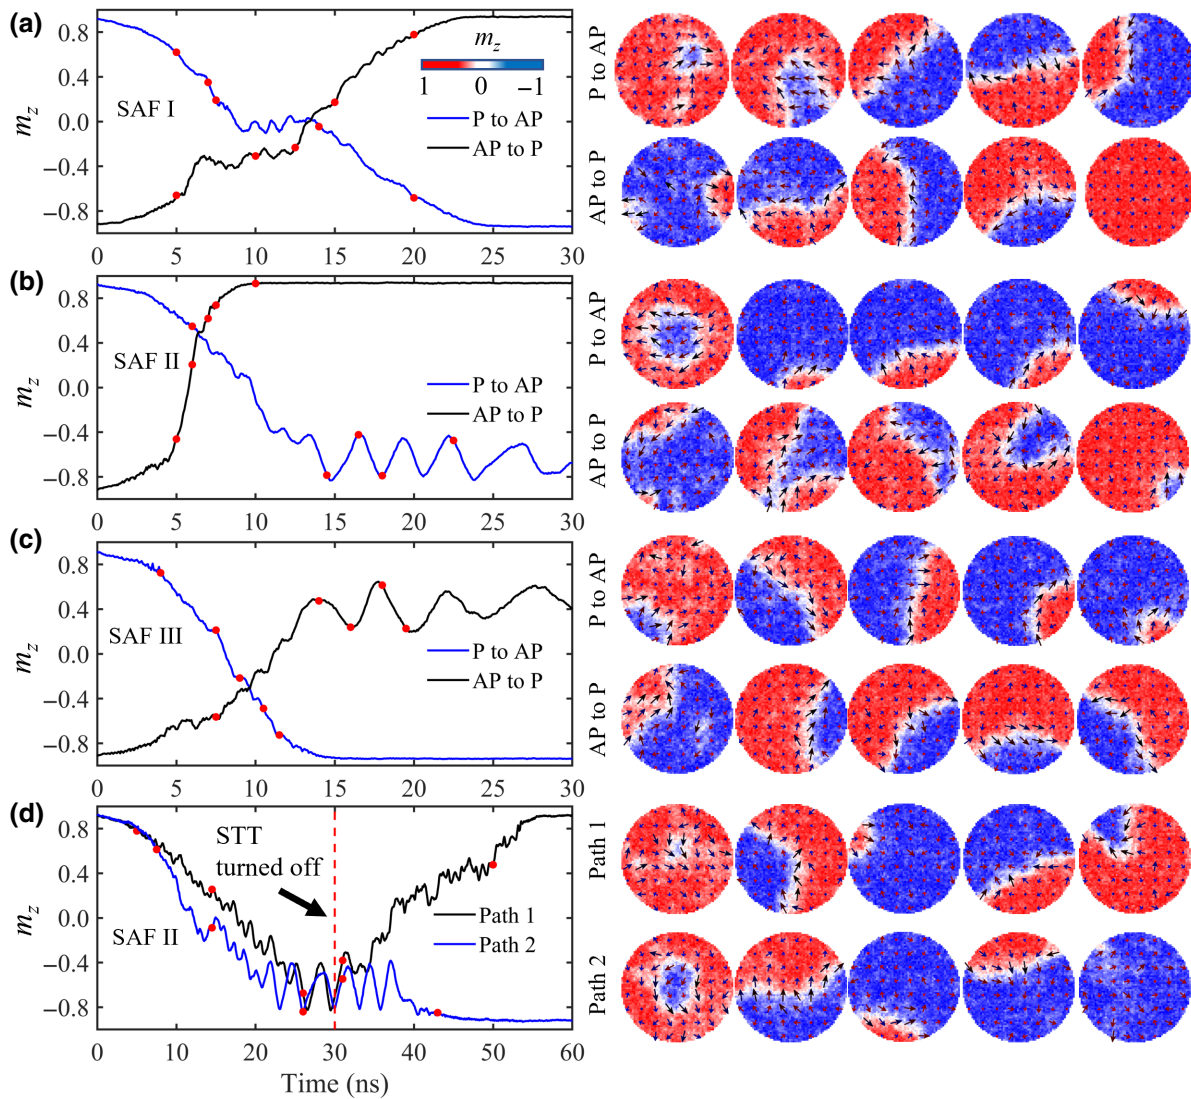 (a)
0.8
0.4
0.0
−0.4
−0.8
m_z
SAF I
m_z
1 0 −1
P to AP
AP to P
0 5 10 15 20 25 30
P to AP
AP to P
(b)
0.8
0.4
0.0
−0.4
−0.8
m_z
SAF II
P to AP
AP to P
0 5 10 15 20 25 30
P to AP
AP to P
(c)
0.8
0.4
0.0
−0.4
−0.8
m_z
SAF III
P to AP
AP to P
0 5 10 15 20 25 30
P to AP
AP to P
(d)
0.8
0.4
0.0
−0.4
−0.8
m_z
STT
turned off
SAF II
Path 1
Path 2
0 10 20 30 40 50 60
Time (ns)
Path 1
Path 2